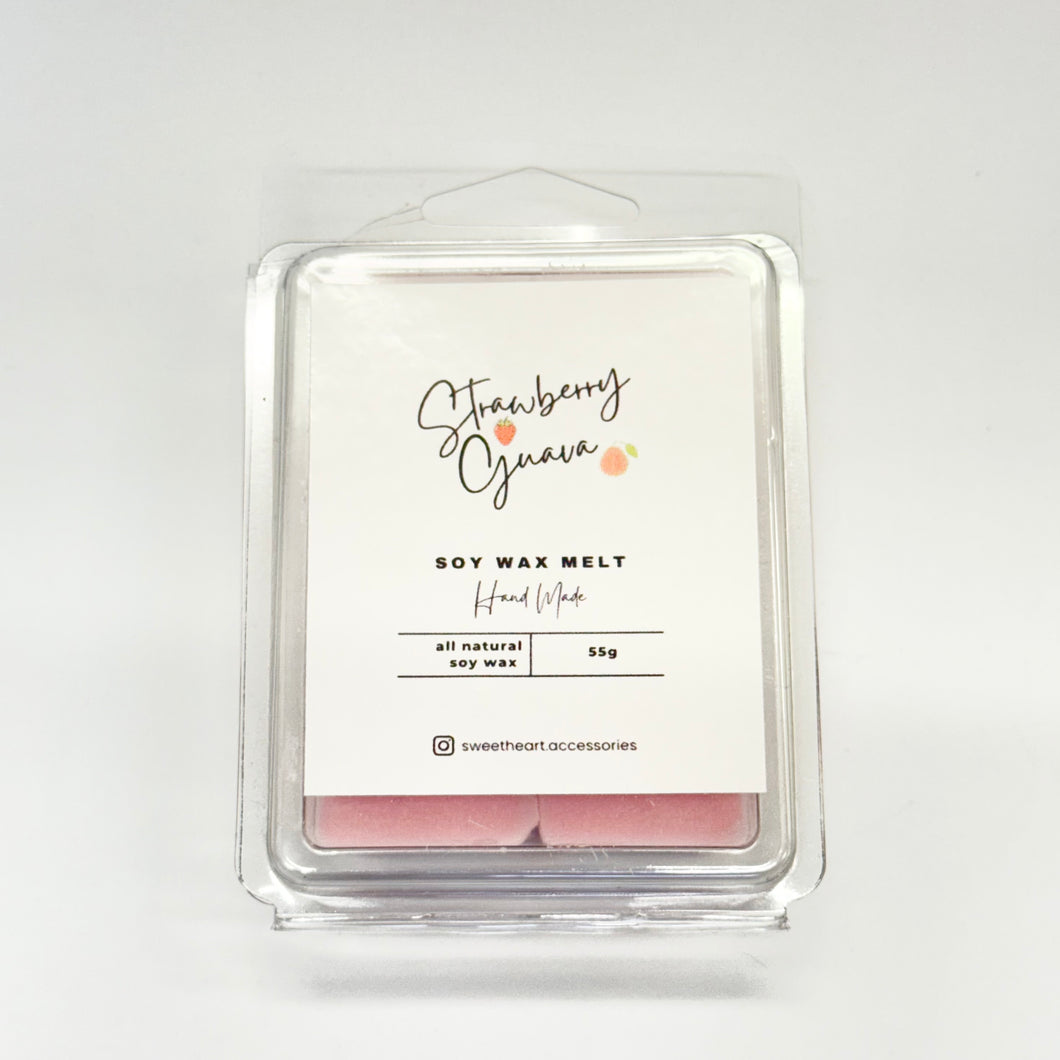 Strawberry
Guava
SOY WAX MELT
Hand Made
all natural
soy wax
55g
sweetheart.accessories